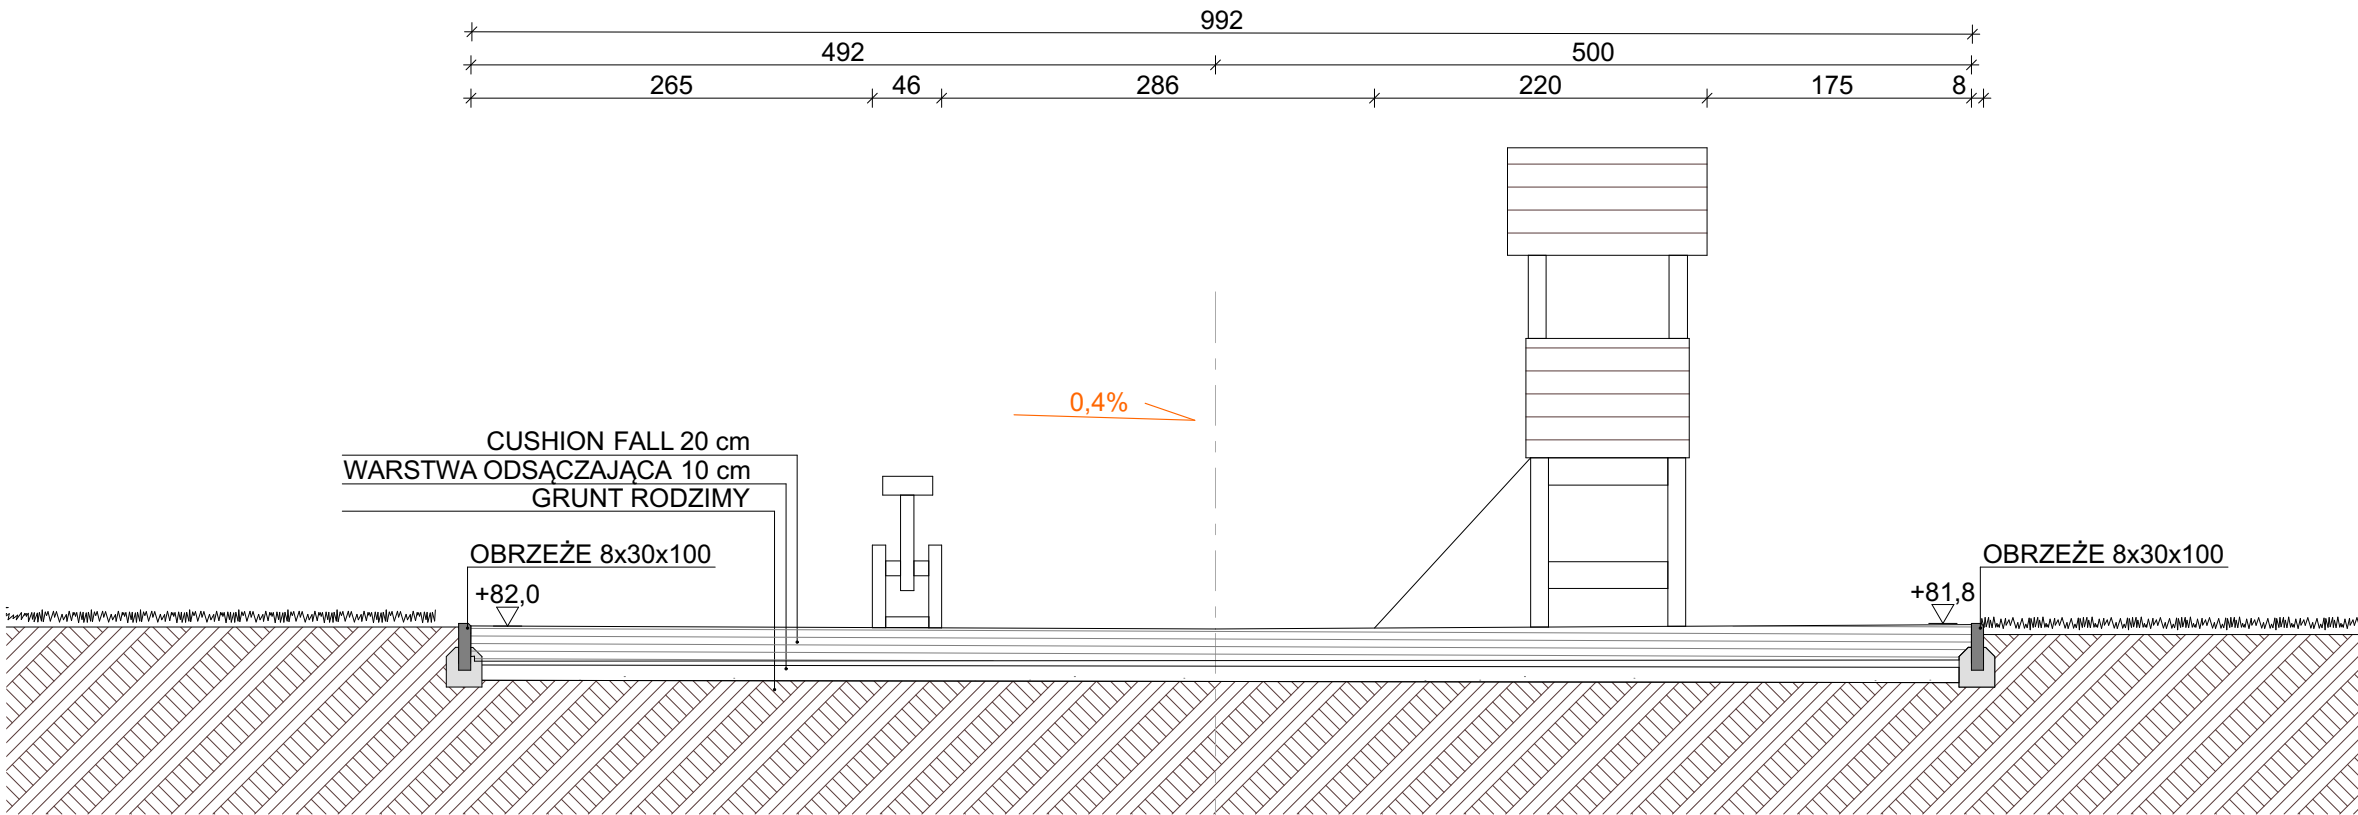 992
492 500
265 46 286 220 175 8
0,4%
CUSHION FALL 20 cm
WARSTWA ODSĄCZAJĄCA 10 cm
GRUNT RODZIMY
OBRZEŻE 8x30x100 OBRZEŻE 8x30x100
+82,0 +81,8